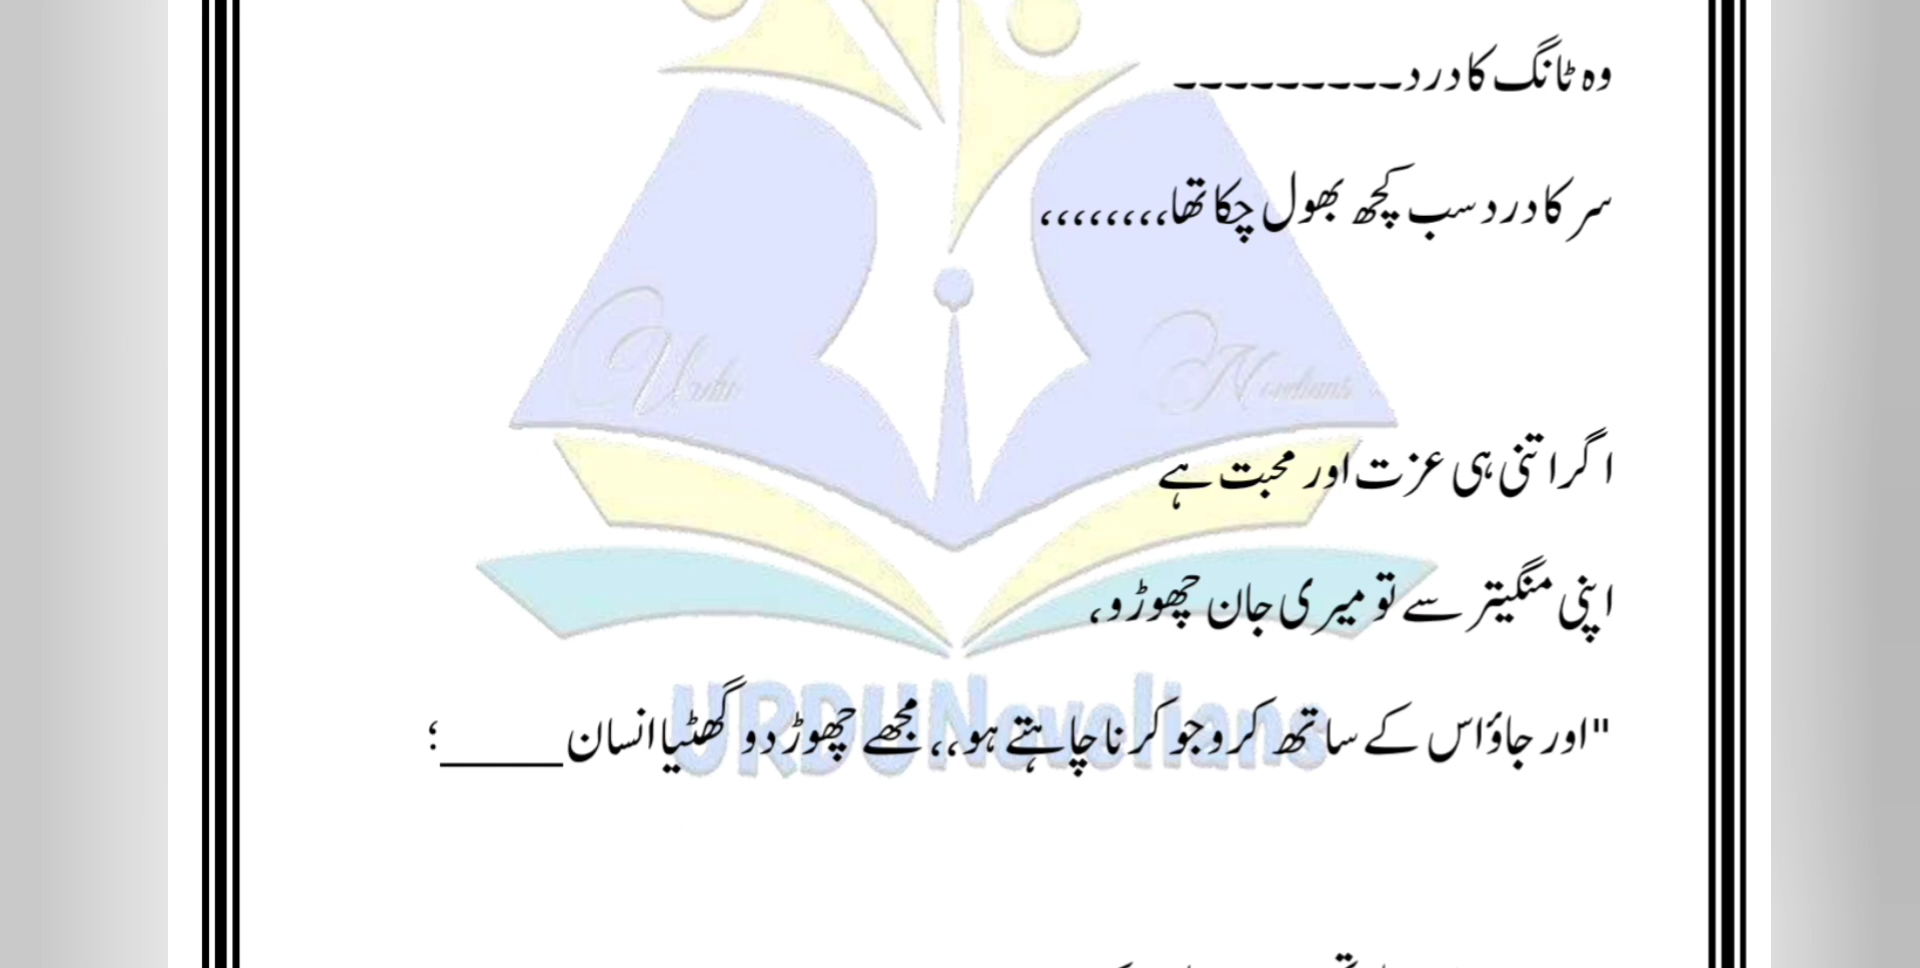 وہ ٹانگ کا درد۔۔۔۔۔۔۔۔۔
سر کا درد سب کچھ بھول چکا تھا،،،،،،،،
Urdu Novelians
اگر اتنی ہی عزت اور محبت ہے
اپنی منگیتر سے تو میری جان چھوڑو،
"اور جاؤ اس کے ساتھ کرو جو کرنا چاہتے ہو،، مجھے چھوڑ دو گھٹیا انسان_____؛
URDUNovelians